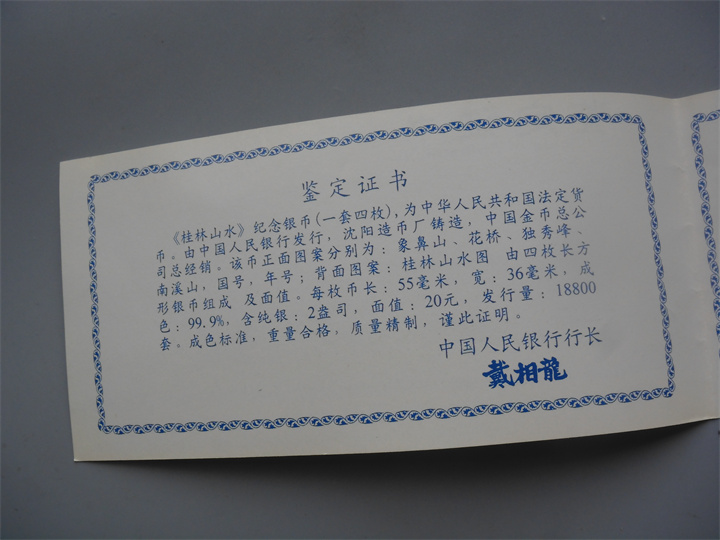 鉴定证书
《桂林山水》纪念银币(一套四枚),为中华人民共和国法定货
币。由中国人民银行发行,沈阳造币厂铸造,中国金币总公
司总经销。该币正面图案分别为:象鼻山、花桥、独秀峰、
南溪山,国号,年号;背面图案:桂林山水图 由四枚长方
形银币组成 及面值。每枚币长:55毫米,宽:36毫米,成
色:99.9%,含纯银:2盎司,面值:20元,发行量:18800
套。成色标准,重量合格,质量精制,谨此证明。
中国人民银行行长
戴相龍